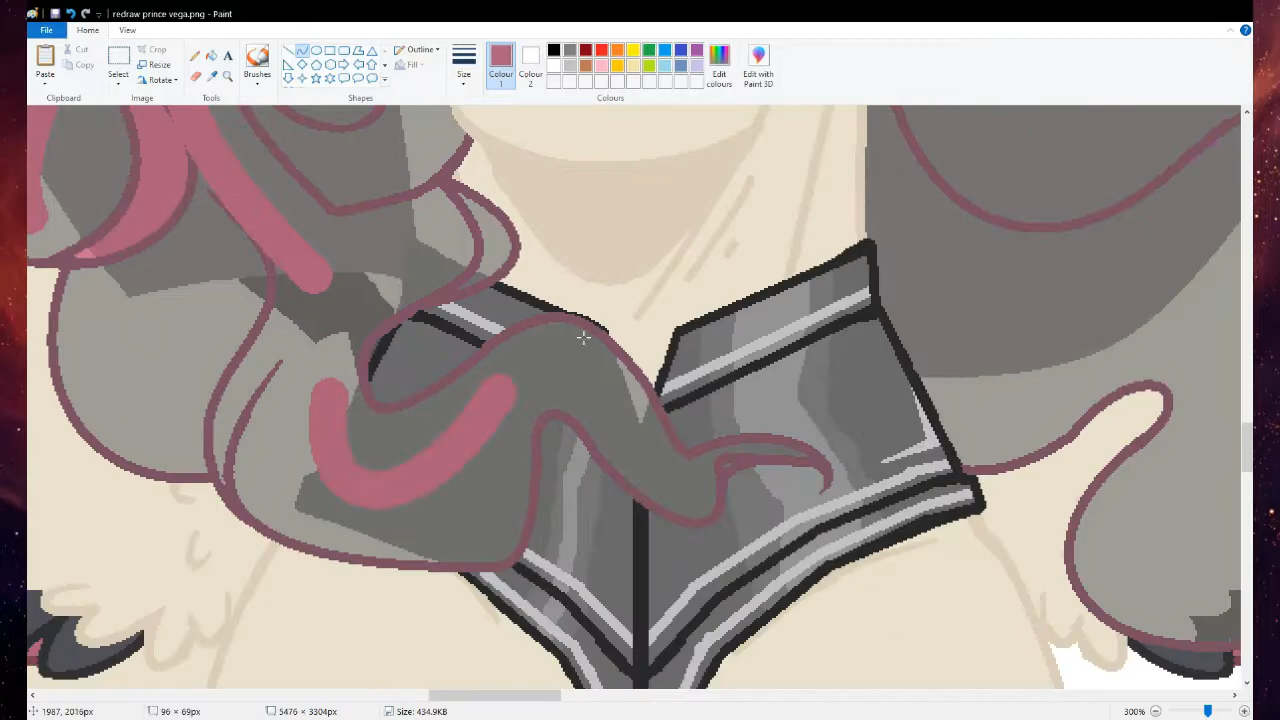 redraw prince vega.png - Paint
File
Home
View
Paste
Cut
Copy
Clipboard
Select
Crop
Resize
Rotate
Image
A
Tools
Brushes
Outline
Fill
Shapes
Size
Colour 1
Colour 2
Edit colours
Edit with Paint 3D
Colours
1987, 2016px
96 × 69px
5476 × 3304px
Size: 434.9KB
300%